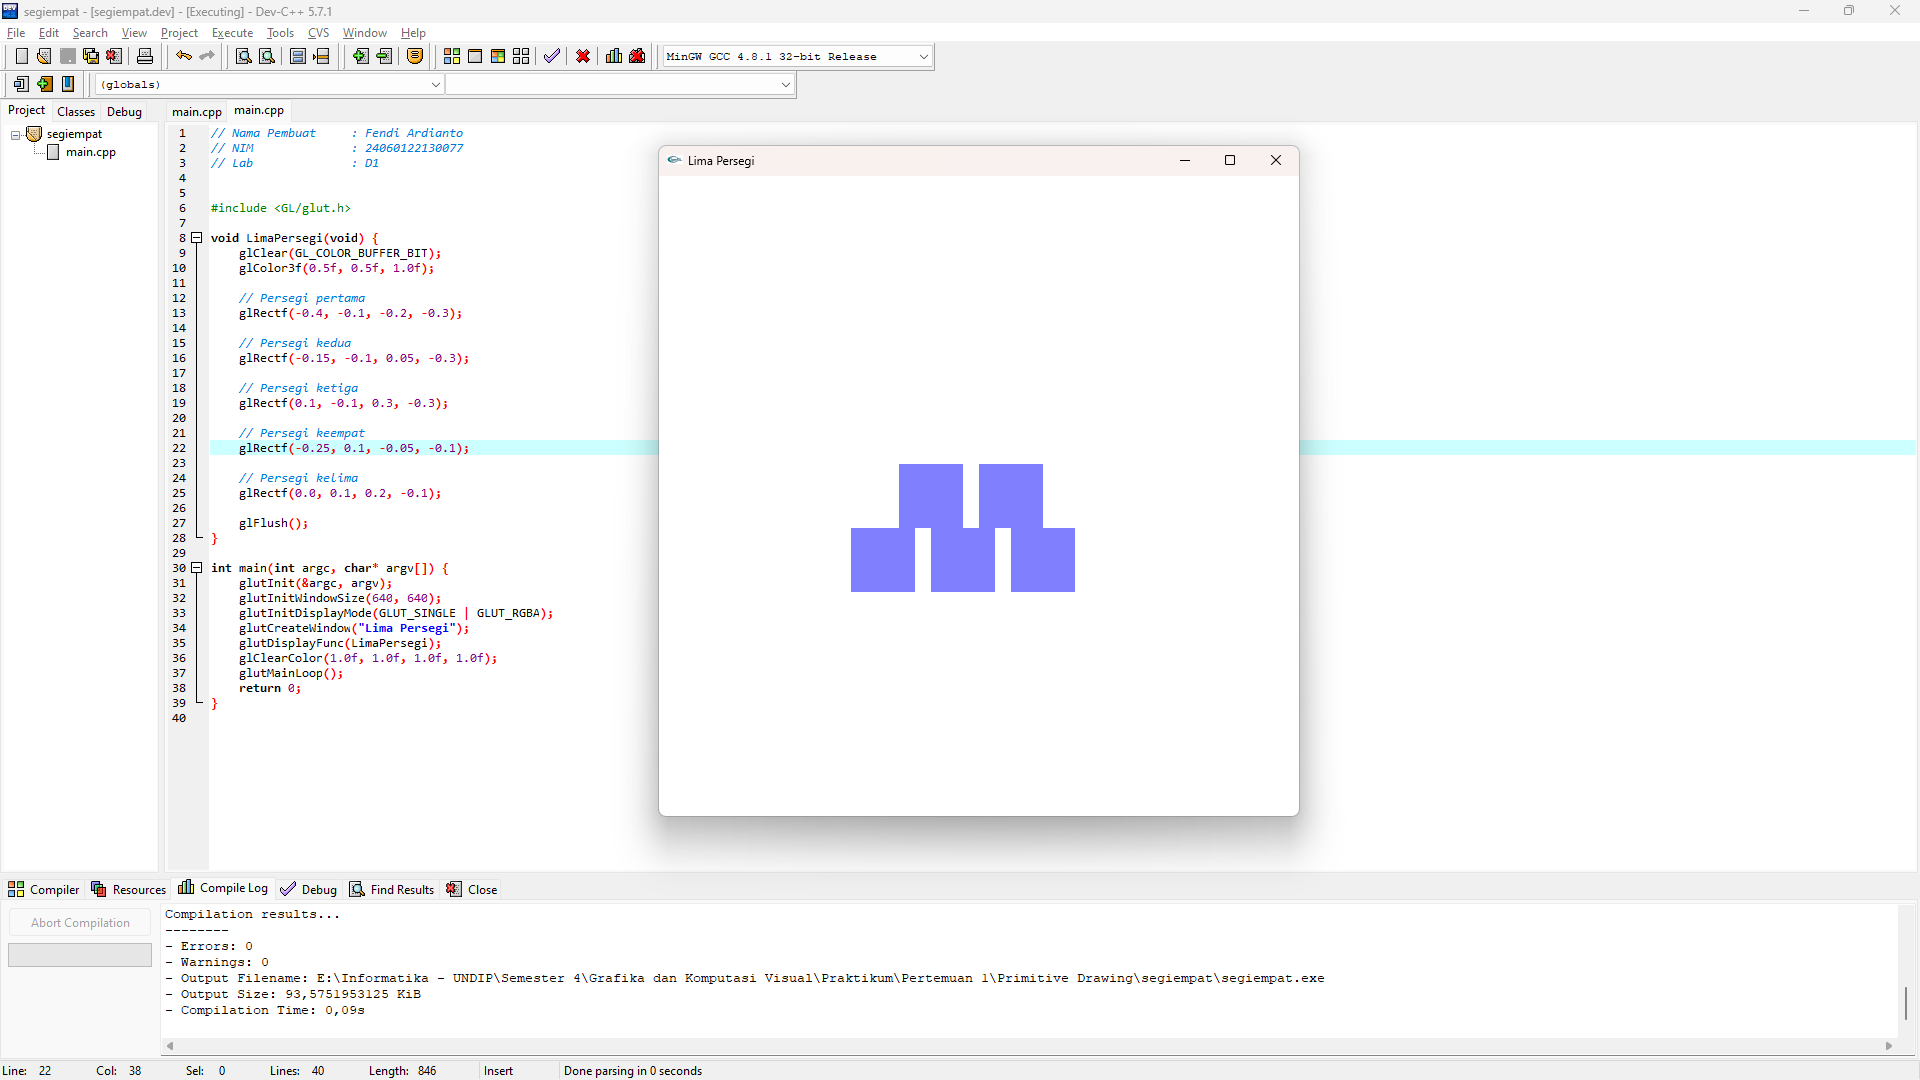 segiempat - [segiempat.dev] - [Executing] - Dev-C++ 5.7.1
File Edit Search View Project Execute Tools CVS Window Help
MinGW GCC 4.8.1 32-bit Release
(globals)
Project Classes Debug main.cpp main.cpp
segiempat
main.cpp
1 // Nama Pembuat : Fendi Ardianto
2 // NIM : 24060122130077
3 // Lab : D1
4
5
6 #include <GL/glut.h>
7
8 void LimaPersegi(void) {
9 glClear(GL_COLOR_BUFFER_BIT);
10 glColor3f(0.5f, 0.5f, 1.0f);
11
12 // Persegi pertama
13 glRectf(-0.4, -0.1, -0.2, -0.3);
14
15 // Persegi kedua
16 glRectf(-0.15, -0.1, 0.05, -0.3);
17
18 // Persegi ketiga
19 glRectf(0.1, -0.1, 0.3, -0.3);
20
21 // Persegi keempat
22 glRectf(-0.25, 0.1, -0.05, -0.1);
23
24 // Persegi kelima
25 glRectf(0.0, 0.1, 0.2, -0.1);
26
27 glFlush();
28 }
29
30 int main(int argc, char* argv[]) {
31 glutInit(&argc, argv);
32 glutInitWindowSize(640, 640);
33 glutInitDisplayMode(GLUT_SINGLE | GLUT_RGBA);
34 glutCreateWindow("Lima Persegi");
35 glutDisplayFunc(LimaPersegi);
36 glClearColor(1.0f, 1.0f, 1.0f, 1.0f);
37 glutMainLoop();
38 return 0;
39 }
40
Lima Persegi
Compiler Resources Compile Log Debug Find Results Close
Abort Compilation
Compilation results...
--------
- Errors: 0
- Warnings: 0
- Output Filename: E:\Informatika - UNDIP\Semester 4\Grafika dan Komputasi Visual\Praktikum\Pertemuan 1\Primitive Drawing\segiempat\segiempat.exe
- Output Size: 93,5751953125 KiB
- Compilation Time: 0,09s
Line: 22 Col: 38 Sel: 0 Lines: 40 Length: 846 Insert Done parsing in 0 seconds